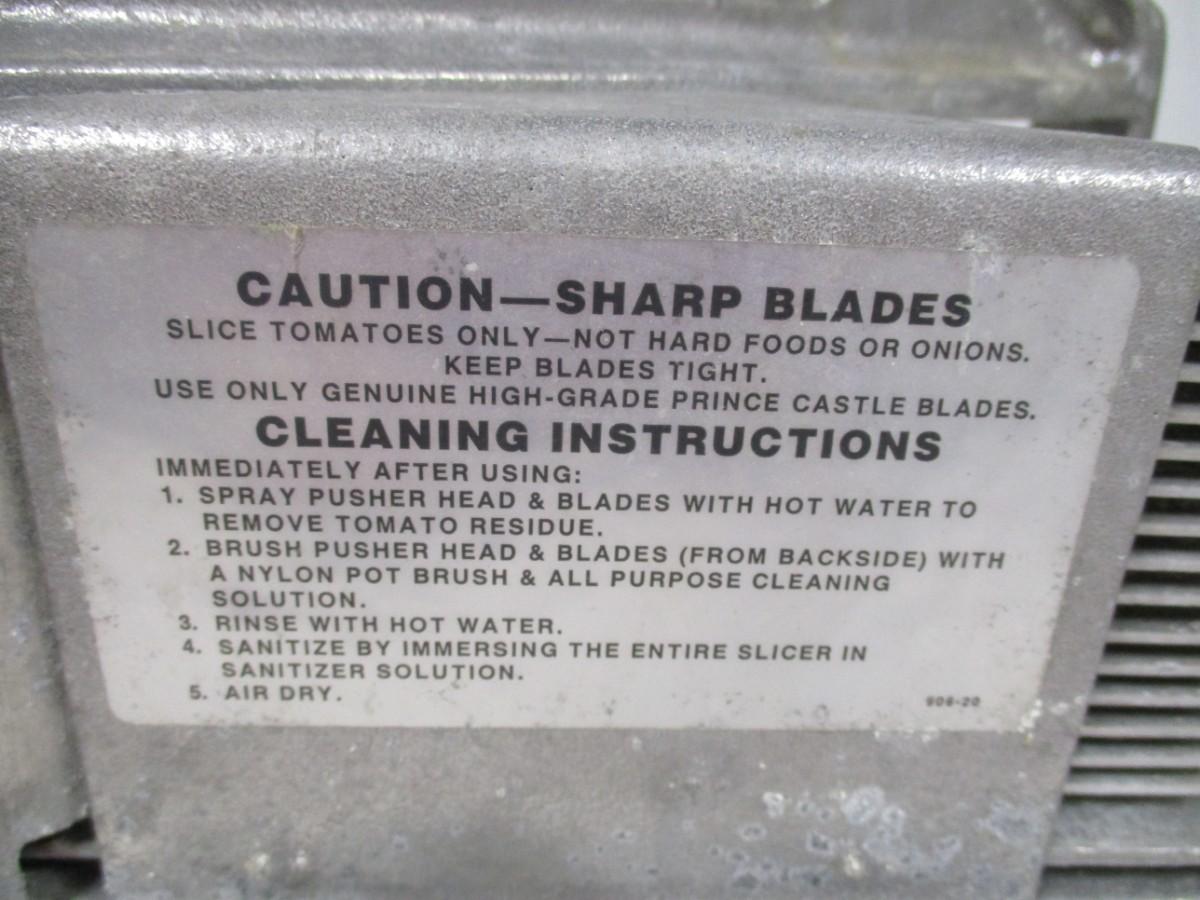 CAUTION—SHARP BLADES
SLICE TOMATOES ONLY—NOT HARD FOODS OR ONIONS.
KEEP BLADES TIGHT.
USE ONLY GENUINE HIGH-GRADE PRINCE CASTLE BLADES.
CLEANING INSTRUCTIONS
IMMEDIATELY AFTER USING:
1. SPRAY PUSHER HEAD & BLADES WITH HOT WATER TO
REMOVE TOMATO RESIDUE.
2. BRUSH PUSHER HEAD & BLADES (FROM BACKSIDE) WITH
A NYLON POT BRUSH & ALL PURPOSE CLEANING
SOLUTION.
3. RINSE WITH HOT WATER.
4. SANITIZE BY IMMERSING THE ENTIRE SLICER IN
SANITIZER SOLUTION.
5. AIR DRY.